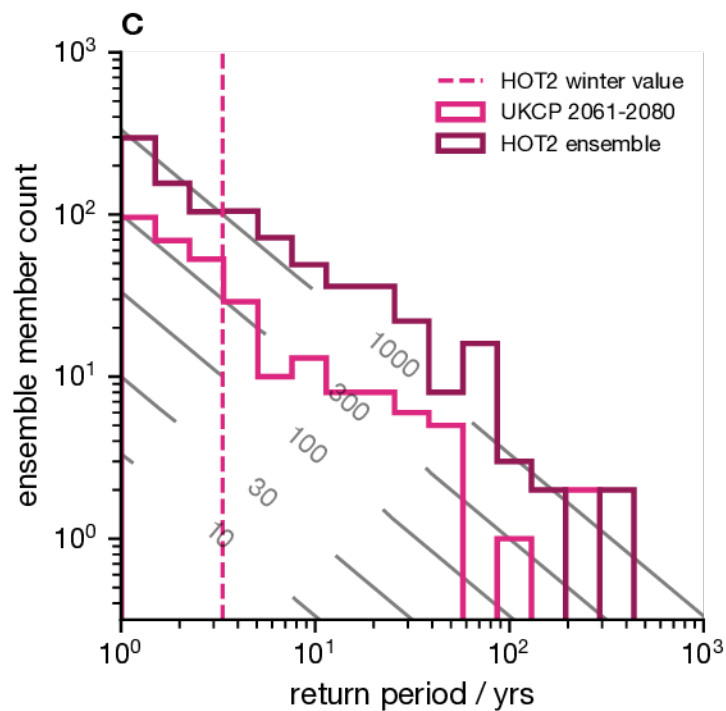 C
HOT2 winter value
UKCP 2061-2080
HOT2 ensemble
10³
10²
10¹
10⁰
ensemble member count
1000
300
100
30
10
10⁰ 10¹ 10² 10³
return period / yrs